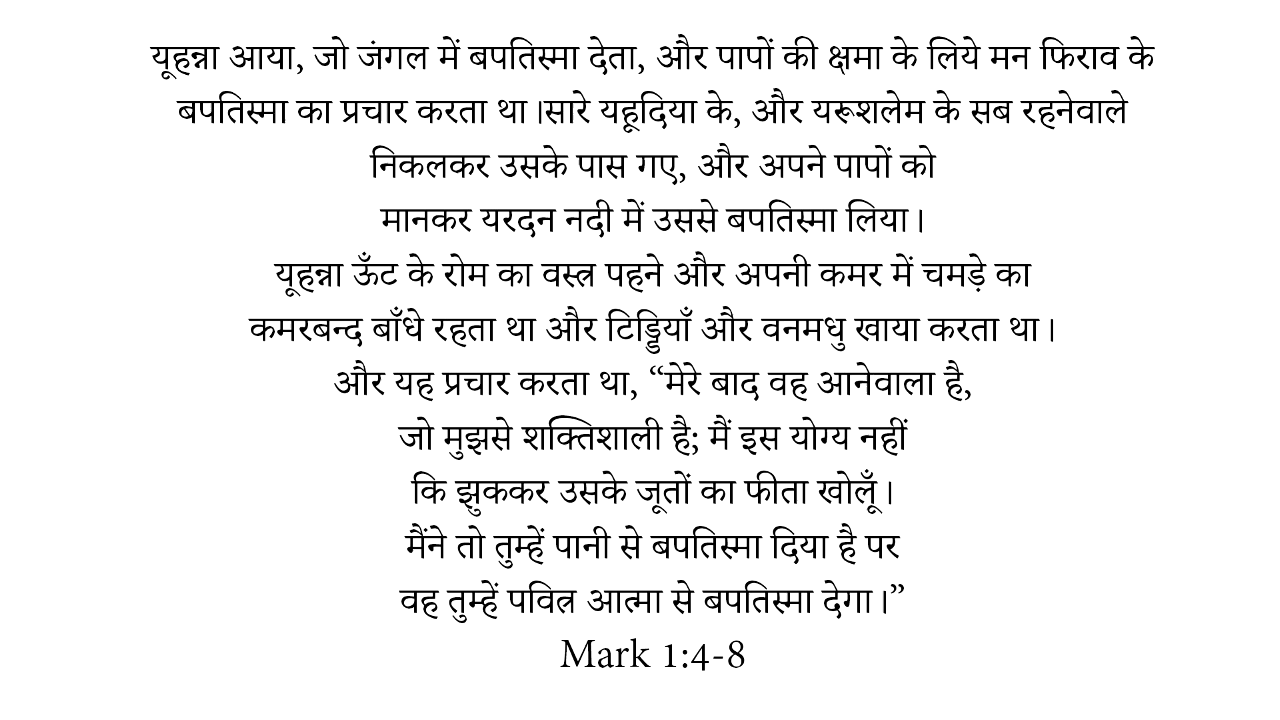 यूहन्ना आया, जो जंगल में बपतिस्मा देता, और पापों की क्षमा के लिये मन फिराव के
बपतिस्मा का प्रचार करता था।सारे यहूदिया के, और यरूशलेम के सब रहनेवाले
निकलकर उसके पास गए, और अपने पापों को
मानकर यरदन नदी में उससे बपतिस्मा लिया।
यूहन्ना ऊँट के रोम का वस्त्र पहने और अपनी कमर में चमड़े का
कमरबन्द बाँधे रहता था और टिड्डियाँ और वनमधु खाया करता था।
और यह प्रचार करता था, “मेरे बाद वह आनेवाला है,
जो मुझसे शक्तिशाली है; मैं इस योग्य नहीं
कि झुककर उसके जूतों का फीता खोलूँ।
मैंने तो तुम्हें पानी से बपतिस्मा दिया है पर
वह तुम्हें पवित्र आत्मा से बपतिस्मा देगा।”
Mark 1:4-8